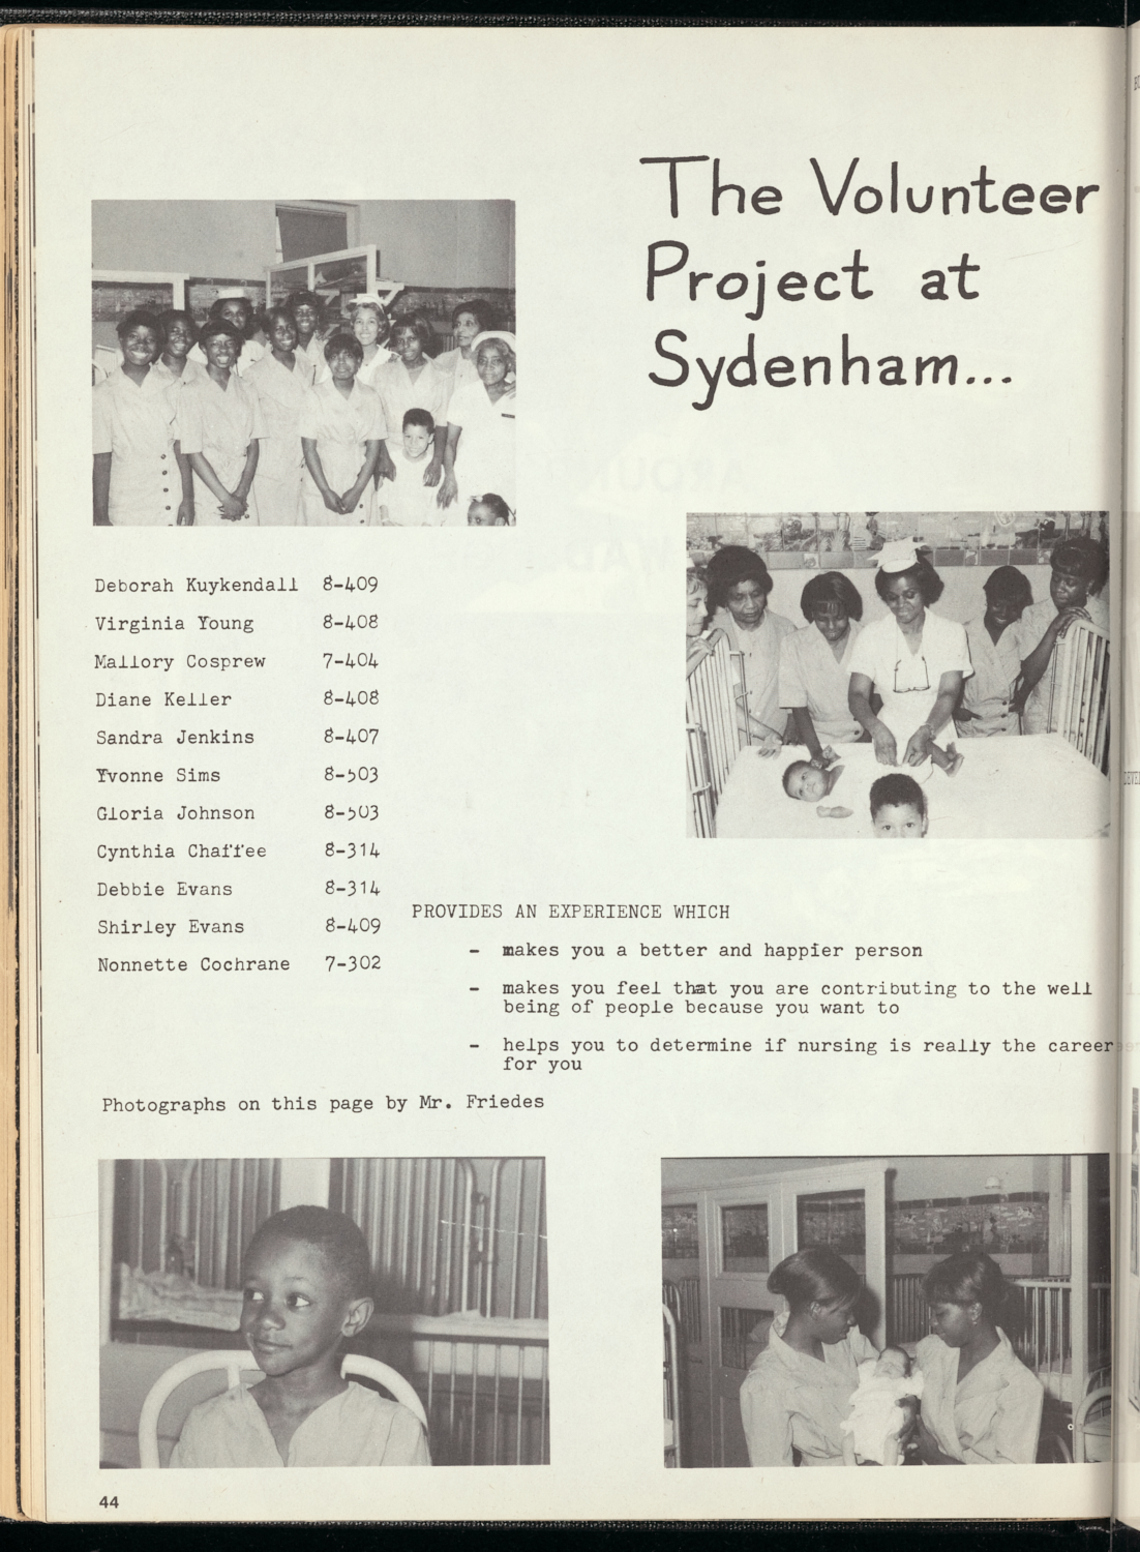 The Volunteer
Project at
Sydenham...
Deborah Kuykendall 8-409
Virginia Young 8-408
Mallory Cosprew 7-404
Diane Keller 8-408
Sandra Jenkins 8-407
Yvonne Sims 8-503
Gloria Johnson 8-503
Cynthia Chaffee 8-314
Debbie Evans 8-314
Shirley Evans 8-409
Nonnette Cochrane 7-302
PROVIDES AN EXPERIENCE WHICH
- makes you a better and happier person
- makes you feel that you are contributing to the well
being of people because you want to
- helps you to determine if nursing is really the career
for you
Photographs on this page by Mr. Friedes
44